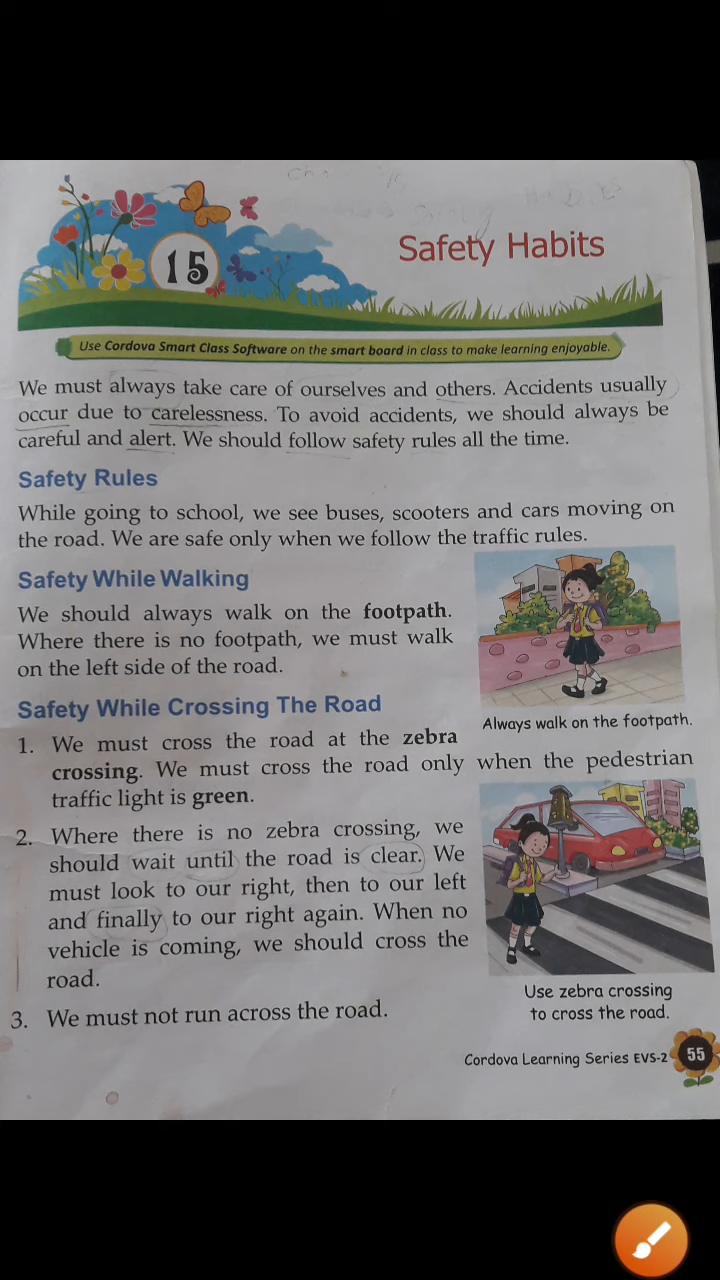 15
Safety Habits
Use Cordova Smart Class Software on the smart board in class to make learning enjoyable.
We must always take care of ourselves and others. Accidents usually
occur due to carelessness. To avoid accidents, we should always be
careful and alert. We should follow safety rules all the time.
Safety Rules
While going to school, we see buses, scooters and cars moving on
the road. We are safe only when we follow the traffic rules.
Safety While Walking
We should always walk on the footpath.
Where there is no footpath, we must walk
on the left side of the road.
Always walk on the footpath.
Safety While Crossing The Road
1. We must cross the road at the zebra
crossing. We must cross the road only when the pedestrian
traffic light is green.
2. Where there is no zebra crossing, we
should wait until the road is clear. We
must look to our right, then to our left
and finally to our right again. When no
vehicle is coming, we should cross the
road.
3. We must not run across the road.
Use zebra crossing
to cross the road.
Cordova Learning Series EVS-2 55